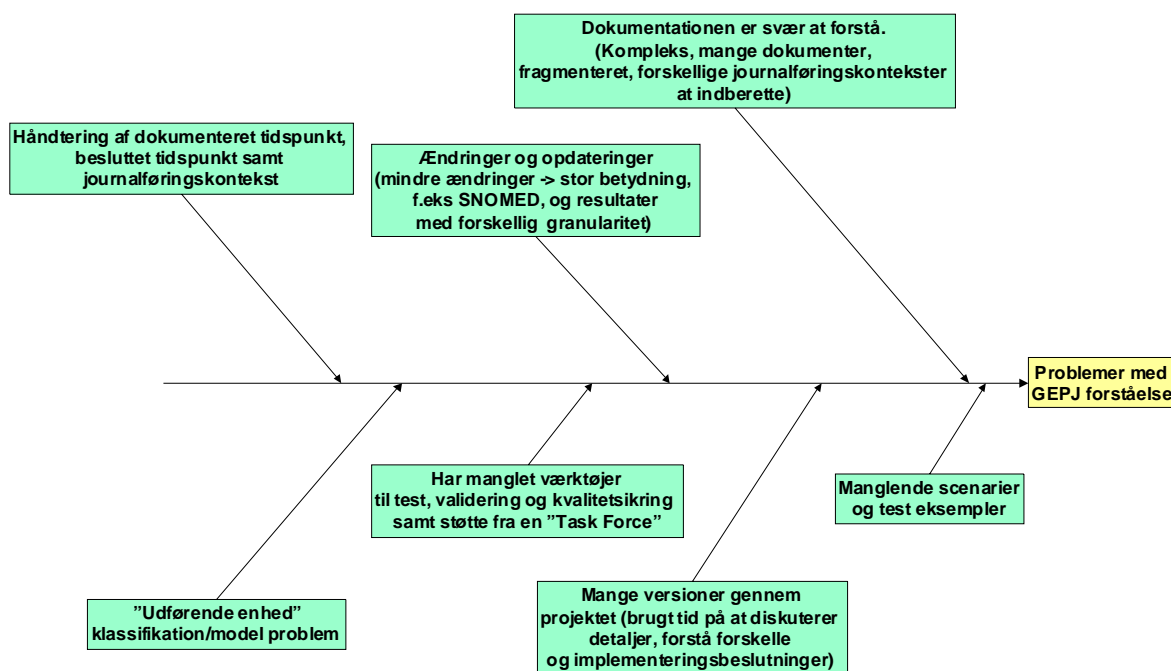 Dokumentationen er svær at forstå.
(Kompleks, mange dokumenter,
fragmenteret, forskellige journalføringskontekster
at indberette)
Håndtering af dokumenteret tidspunkt,
besluttet tidspunkt samt
journalføringskontekst
Ændringer og opdateringer
(mindre ændringer -> stor betydning,
f.eks SNOMED, og resultater
med forskellig granularitet)
Problemer med
GEPJ forståelse
Har manglet værktøjer
til test, validering og kvalitetsikring
samt støtte fra en ”Task Force”
Manglende scenarier
og test eksempler
”Udførende enhed”
klassifikation/model problem
Mange versioner gennem
projektet (brugt tid på at diskuterer
detaljer, forstå forskelle
og implementeringsbeslutninger)